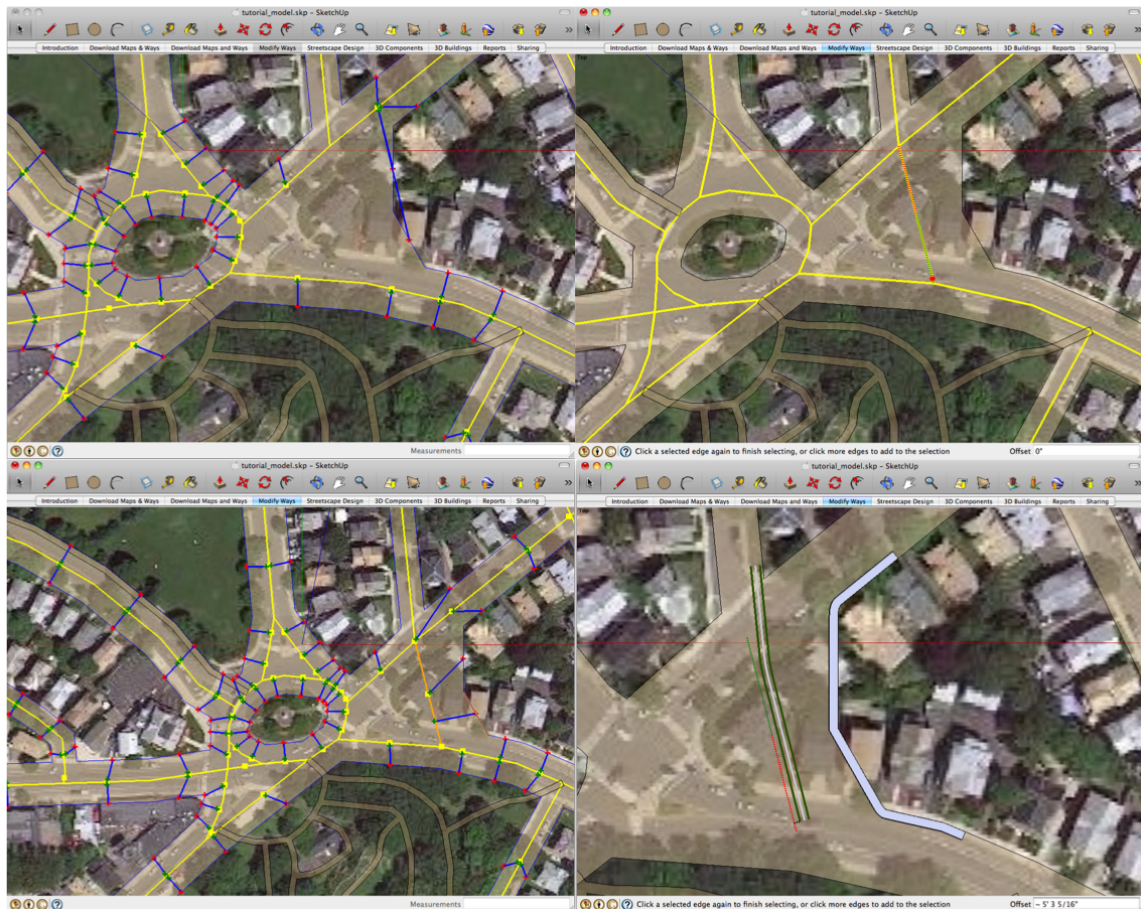 tutorial_model.skp – SketchUp
Introduction Download Maps & Ways Download Maps and Ways Modify Ways Streetscape Design 3D Components 3D Buildings Reports Sharing
Top
Measurements
tutorial_model.skp – SketchUp
Introduction Download Maps & Ways Download Maps and Ways Modify Ways Streetscape Design 3D Components 3D Buildings Reports Sharing
Top
Click a selected edge again to finish selecting, or click more edges to add to the selection Offset 0"
tutorial_model.skp – SketchUp
Introduction Download Maps & Ways Download Maps and Ways Modify Ways Streetscape Design 3D Components 3D Buildings Reports Sharing
Measurements
tutorial_model.skp – SketchUp
Introduction Download Maps & Ways Download Maps and Ways Modify Ways Streetscape Design 3D Components 3D Buildings Reports Sharing
Top
Click a selected edge again to finish selecting, or click more edges to add to the selection Offset ~ 5' 3 5/16"